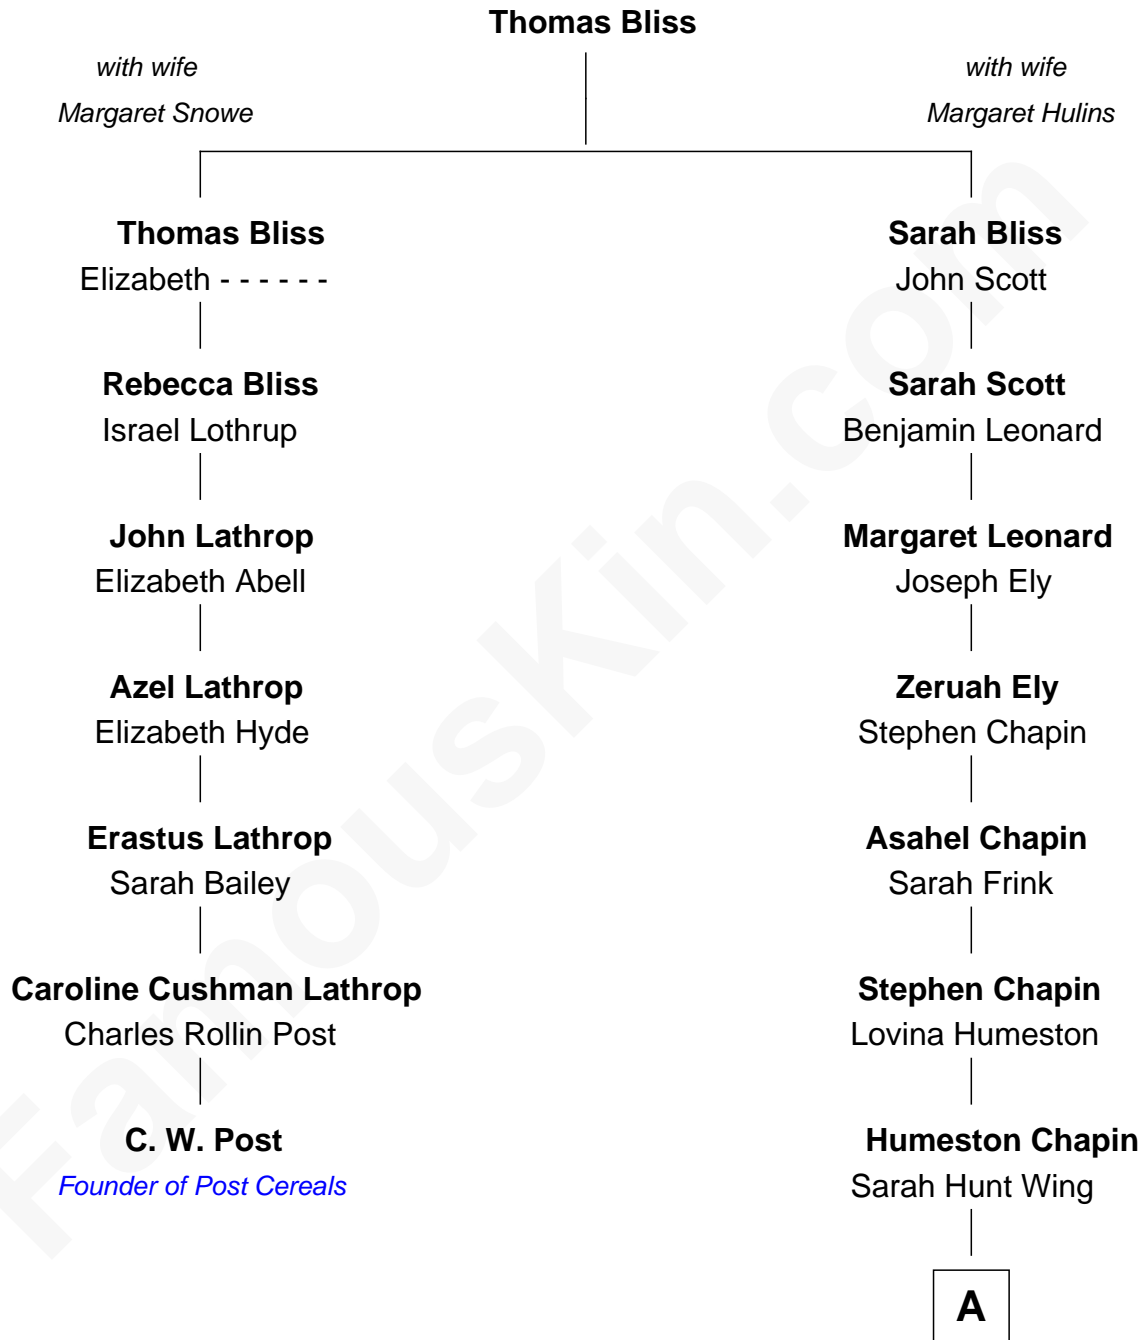 Thomas Bliss
with wife
Margaret Snowe
with wife
Margaret Hulins
Thomas Bliss
Elizabeth - - - - - -
Sarah Bliss
John Scott
Rebecca Bliss
Israel Lothrup
Sarah Scott
Benjamin Leonard
John Lathrop
Elizabeth Abell
Margaret Leonard
Joseph Ely
Azel Lathrop
Elizabeth Hyde
Zeruah Ely
Stephen Chapin
Erastus Lathrop
Sarah Bailey
Asahel Chapin
Sarah Frink
Caroline Cushman Lathrop
Charles Rollin Post
Stephen Chapin
Lovina Humeston
C. W. Post
Founder of Post Cereals
Humeston Chapin
Sarah Hunt Wing
A
FamousKin.com